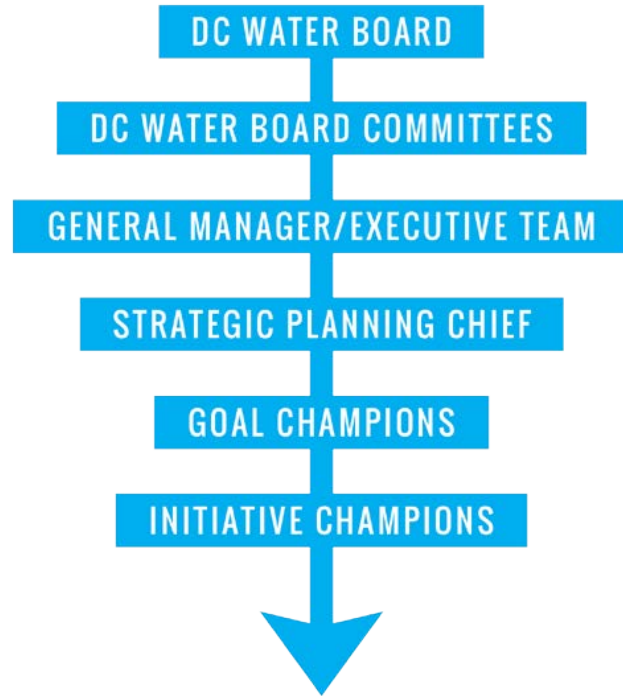 DC WATER BOARD
DC WATER BOARD COMMITTEES
GENERAL MANAGER/EXECUTIVE TEAM
STRATEGIC PLANNING CHIEF
GOAL CHAMPIONS
INITIATIVE CHAMPIONS